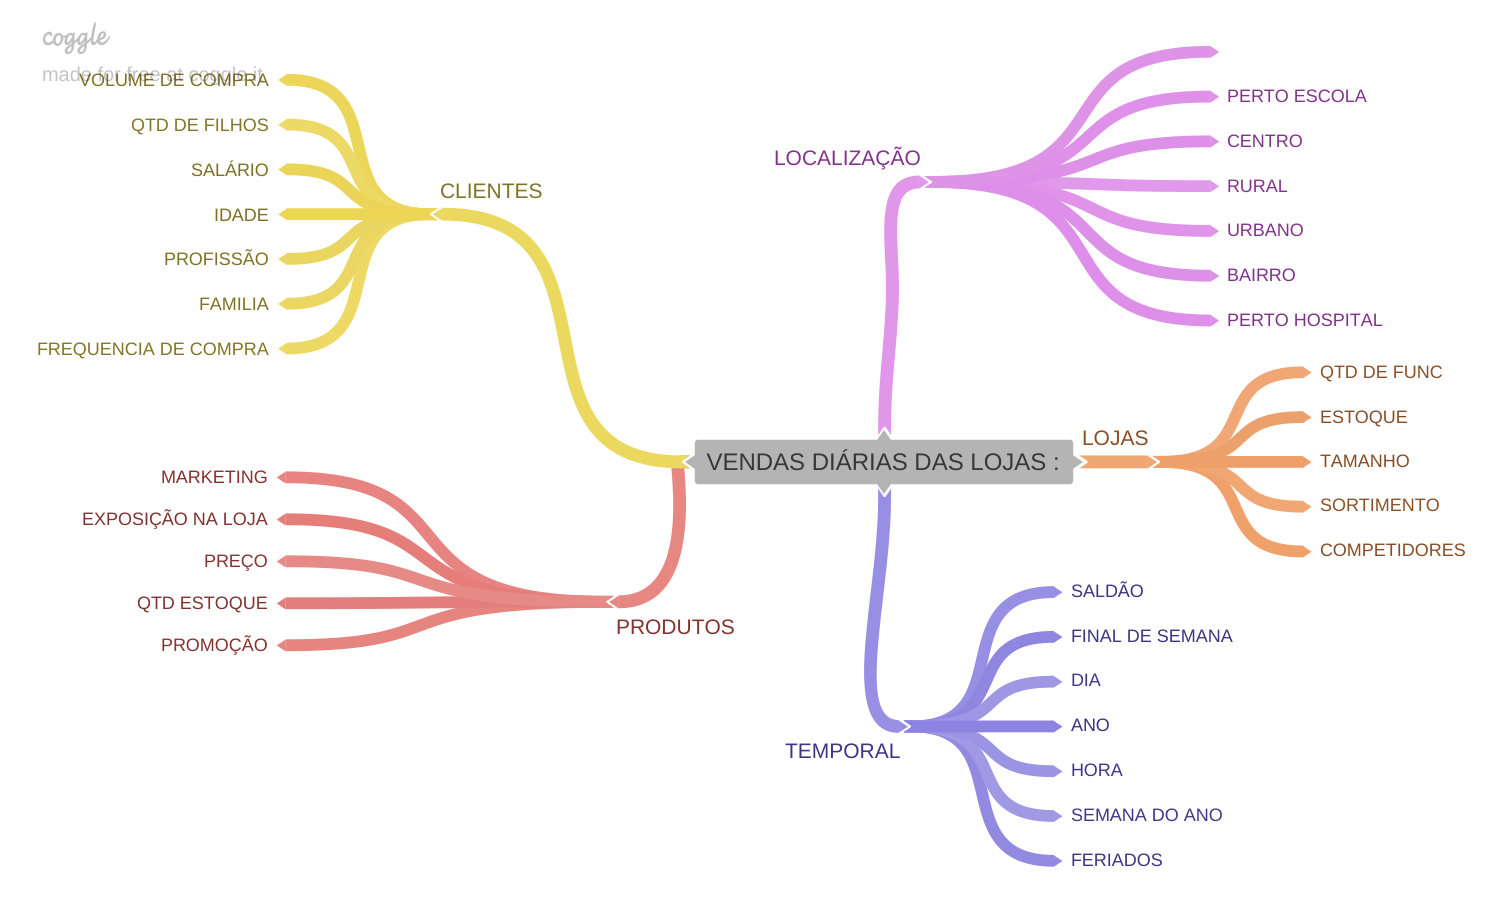 coggle
made for free at coggle.it
VOLUME DE COMPRA
QTD DE FILHOS
SALÁRIO
IDADE
PROFISSÃO
FAMILIA
FREQUENCIA DE COMPRA
CLIENTES
MARKETING
EXPOSIÇÃO NA LOJA
PREÇO
QTD ESTOQUE
PROMOÇÃO
PRODUTOS
VENDAS DIÁRIAS DAS LOJAS :
LOCALIZAÇÃO
PERTO ESCOLA
CENTRO
RURAL
URBANO
BAIRRO
PERTO HOSPITAL
LOJAS
QTD DE FUNC
ESTOQUE
TAMANHO
SORTIMENTO
COMPETIDORES
TEMPORAL
SALDÃO
FINAL DE SEMANA
DIA
ANO
HORA
SEMANA DO ANO
FERIADOS